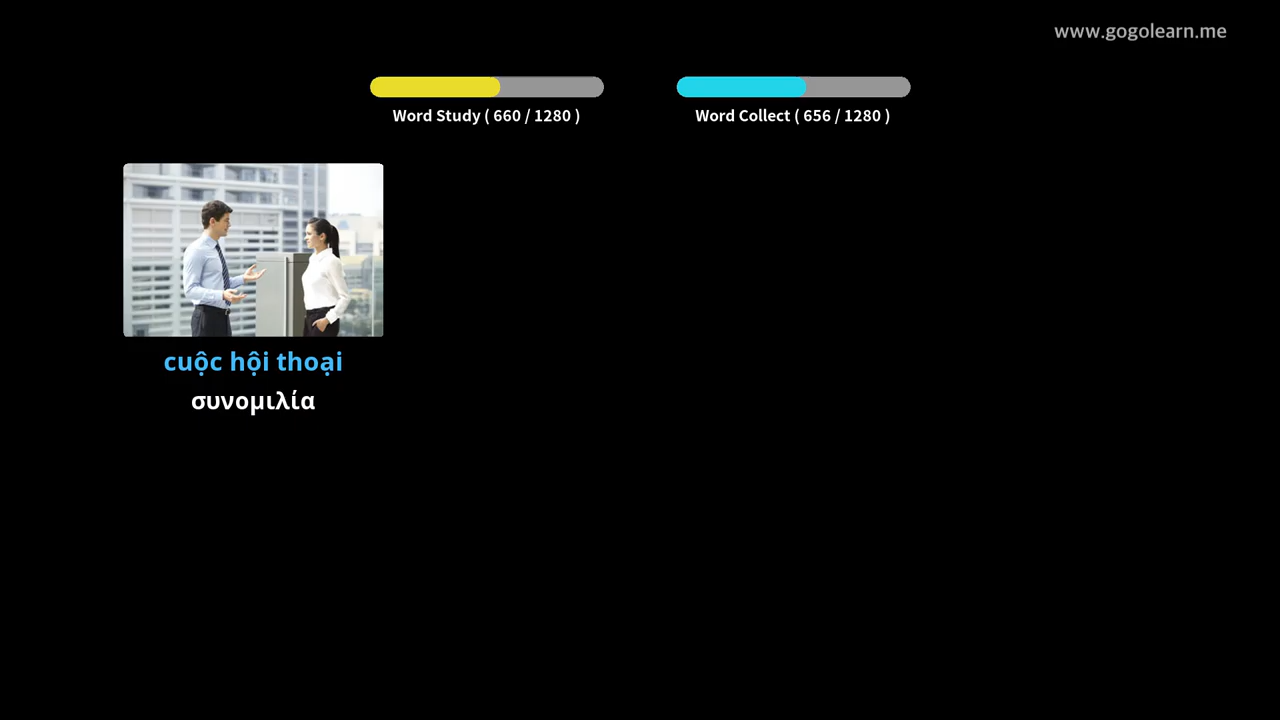 www.gogolearn.me
Word Study ( 660 / 1280 )
Word Collect ( 656 / 1280 )
cuộc hội thoại
συνομιλία